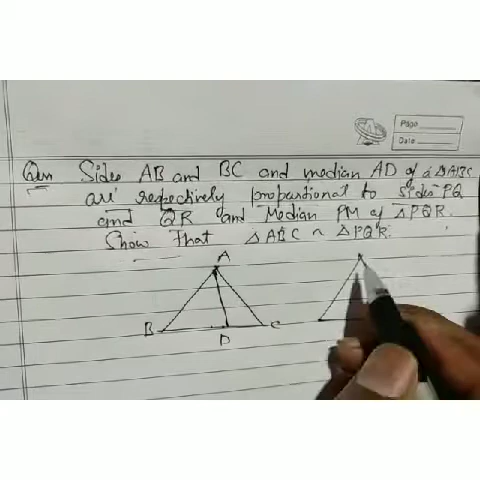 Page
Date
Qun Sides AB and BC and median AD of a ΔABC
are respectively proportional to sides PQ
and QR and Median PM of ΔPQR.
Show that ΔABC ~ ΔPQR.
A
B D C